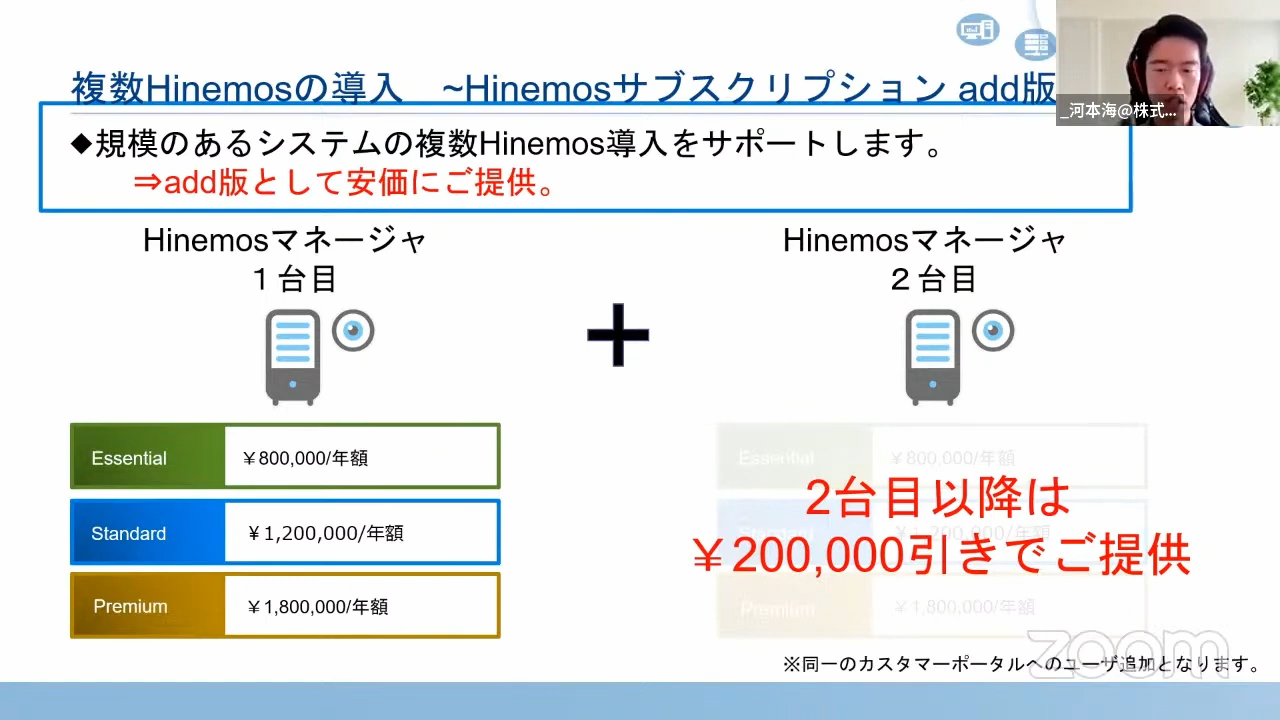 複数Hinemosの導入　~Hinemosサブスクリプション add版
_河本海@株式...
◆規模のあるシステムの複数Hinemos導入をサポートします。
⇒add版として安価にご提供。
Hinemosマネージャ
１台目
Hinemosマネージャ
２台目
Essential ￥800,000/年額
Standard ￥1,200,000/年額
Premium ￥1,800,000/年額
Essential ￥800,000/年額
2台目以降は
Standard ￥1,200,000/年額
￥200,000引きでご提供
Premium ￥1,800,000/年額
※同一のカスタマーポータルへのユーザ追加となります。
zoom